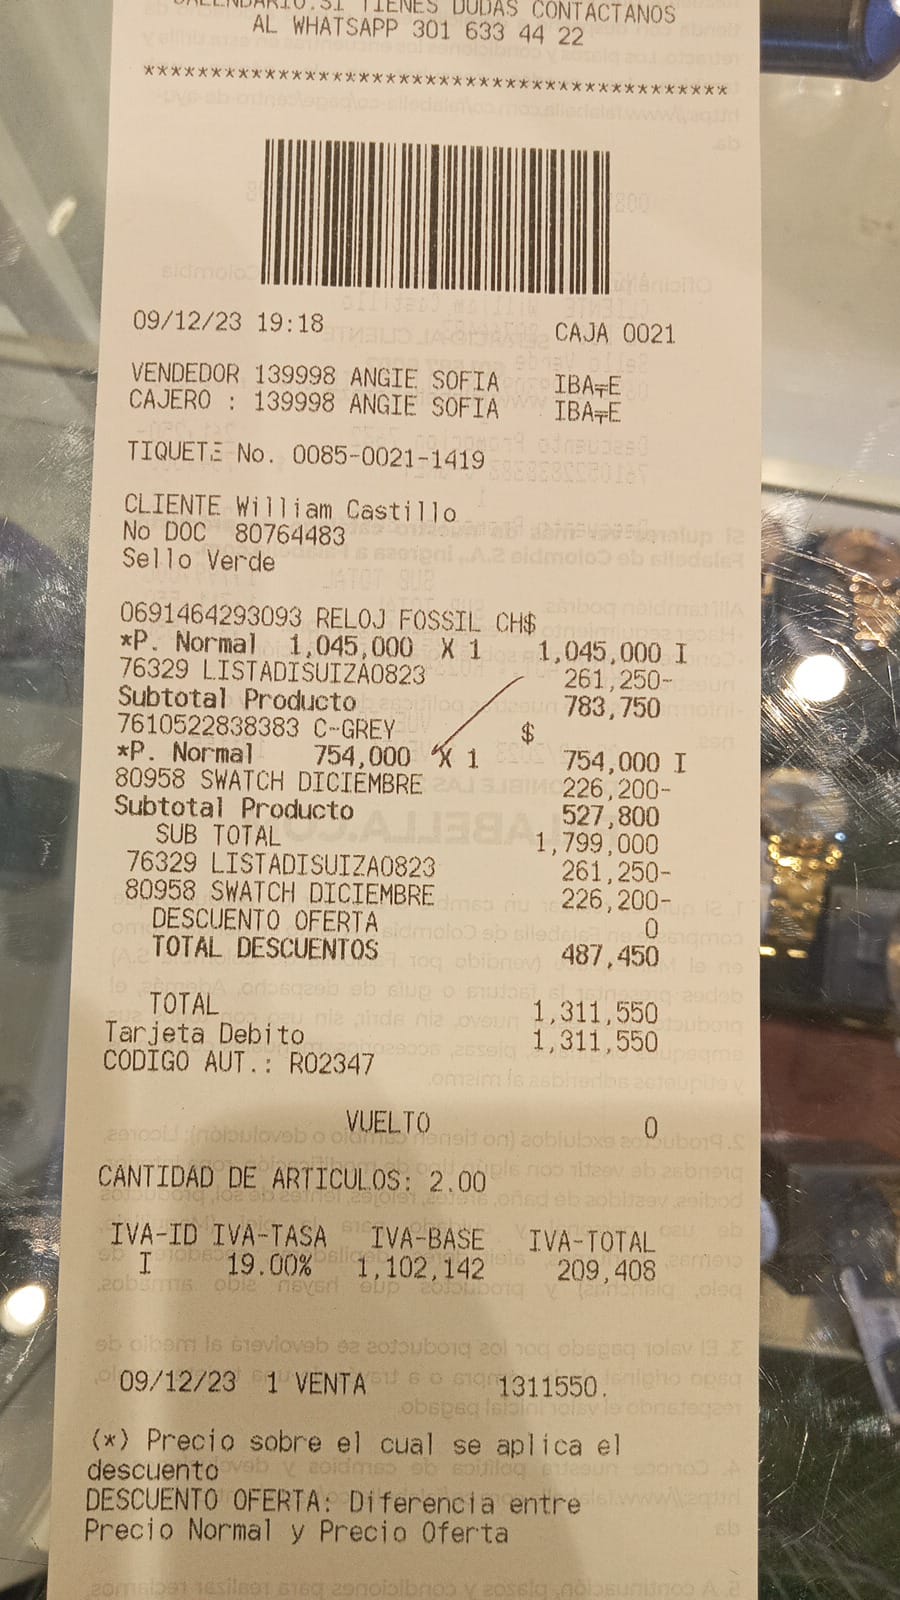 CALENDARIO.SI TIENES DUDAS CONTACTANOS
AL WHATSAPP 301 633 44 22
****************************************
09/12/23 19:18 CAJA 0021
VENDEDOR 139998 ANGIE SOFIA IBA╤E
CAJERO : 139998 ANGIE SOFIA IBA╤E
TIQUETE No. 0085-0021-1419
CLIENTE William Castillo
No DOC 80764483
Sello Verde
0691464293093 RELOJ FOSSIL CH$
*P. Normal 1,045,000 X 1 1,045,000 I
76329 LISTADISUIZA0823 261,250-
Subtotal Producto 783,750
7610522838383 C-GREY $
*P. Normal 754,000 X 1 754,000 I
80958 SWATCH DICIEMBRE 226,200-
Subtotal Producto 527,800
SUB TOTAL 1,799,000
76329 LISTADISUIZA0823 261,250-
80958 SWATCH DICIEMBRE 226,200-
DESCUENTO OFERTA 0
TOTAL DESCUENTOS 487,450
TOTAL 1,311,550
Tarjeta Debito 1,311,550
CODIGO AUT.: R02347
VUELTO 0
CANTIDAD DE ARTICULOS: 2.00
IVA-ID IVA-TASA IVA-BASE IVA-TOTAL
I 19.00% 1,102,142 209,408
09/12/23 1 VENTA 1311550.
(*) Precio sobre el cual se aplica el
descuento
DESCUENTO OFERTA: Diferencia entre
Precio Normal y Precio Oferta